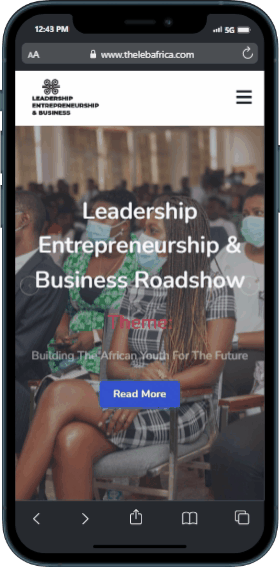 12:43 PM
5G
AA
www.thelebafrica.com
LEADERSHIP
ENTREPRENEURSHIP
& BUSINESS
Leadership
Entrepreneurship &
Business Roadshow
Theme:
Building The African Youth For The Future
Read More